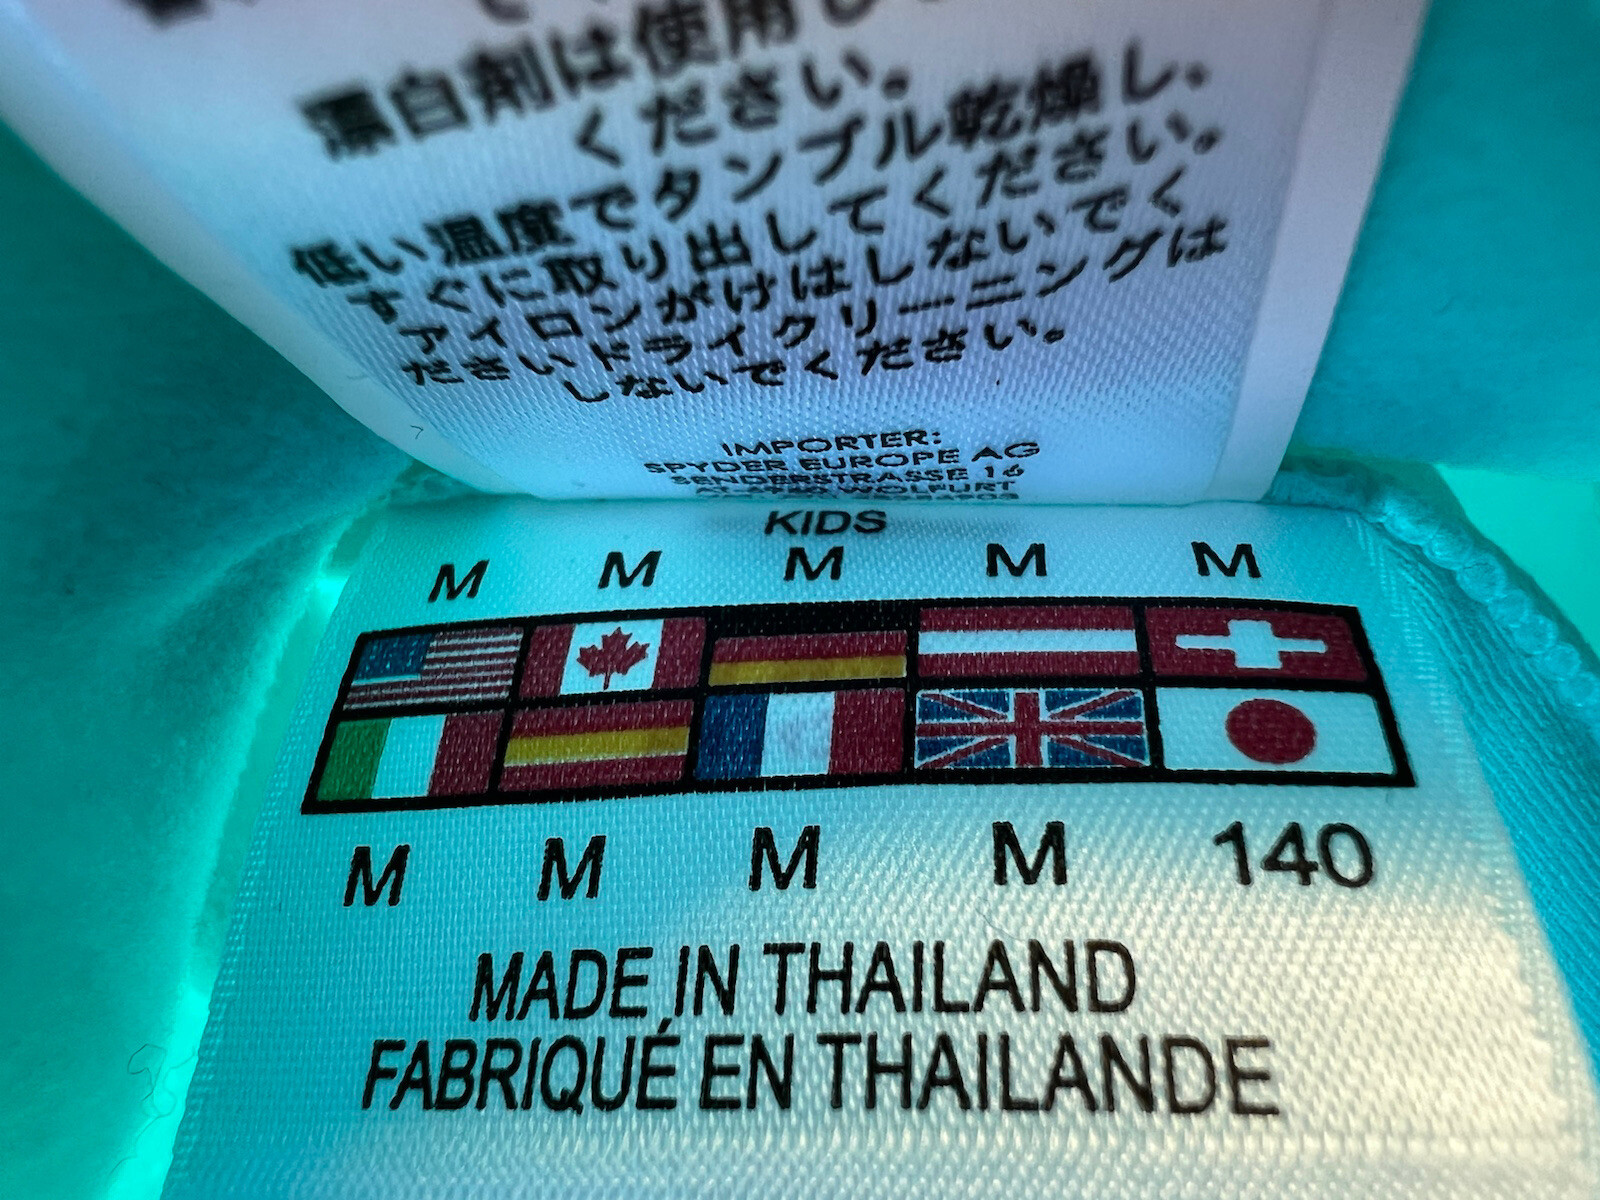 漂白剤は使用し
ください。
低い温度でタンブル乾燥し、
すぐに取り出してください。
アイロンがけはしないでく
ださいドライクリーニングは
しないでください。
IMPORTER:
SPYDER EUROPE AG
SENDERSTRASSE 16
WOLFURT
KIDS
M M M M M
M M M M 140
MADE IN THAILAND
FABRIQUÉ EN THAILANDE